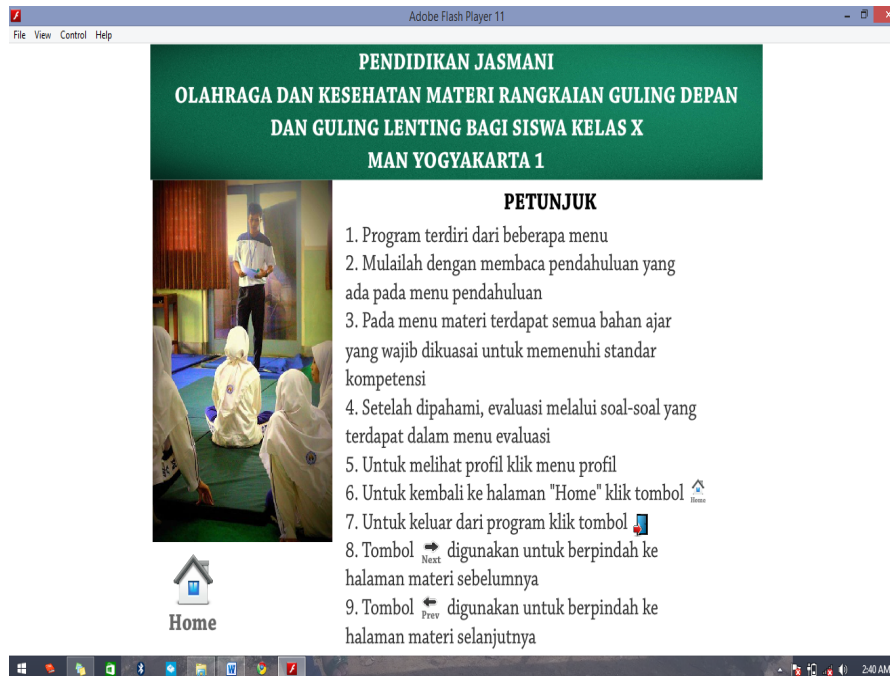 Adobe Flash Player 11
File View Control Help
PENDIDIKAN JASMANI
OLAHRAGA DAN KESEHATAN MATERI RANGKAIAN GULING DEPAN
DAN GULING LENTING BAGI SISWA KELAS X
MAN YOGYAKARTA 1
PETUNJUK
1. Program terdiri dari beberapa menu
2. Mulailah dengan membaca pendahuluan yang
ada pada menu pendahuluan
3. Pada menu materi terdapat semua bahan ajar
yang wajib dikuasai untuk memenuhi standar
kompetensi
4. Setelah dipahami, evaluasi melalui soal-soal yang
terdapat dalam menu evaluasi
5. Untuk melihat profil klik menu profil
6. Untuk kembali ke halaman "Home" klik tombol Home
7. Untuk keluar dari program klik tombol
8. Tombol Next digunakan untuk berpindah ke
halaman materi sebelumnya
9. Tombol Prev digunakan untuk berpindah ke
halaman materi selanjutnya
Home
2:40 AM